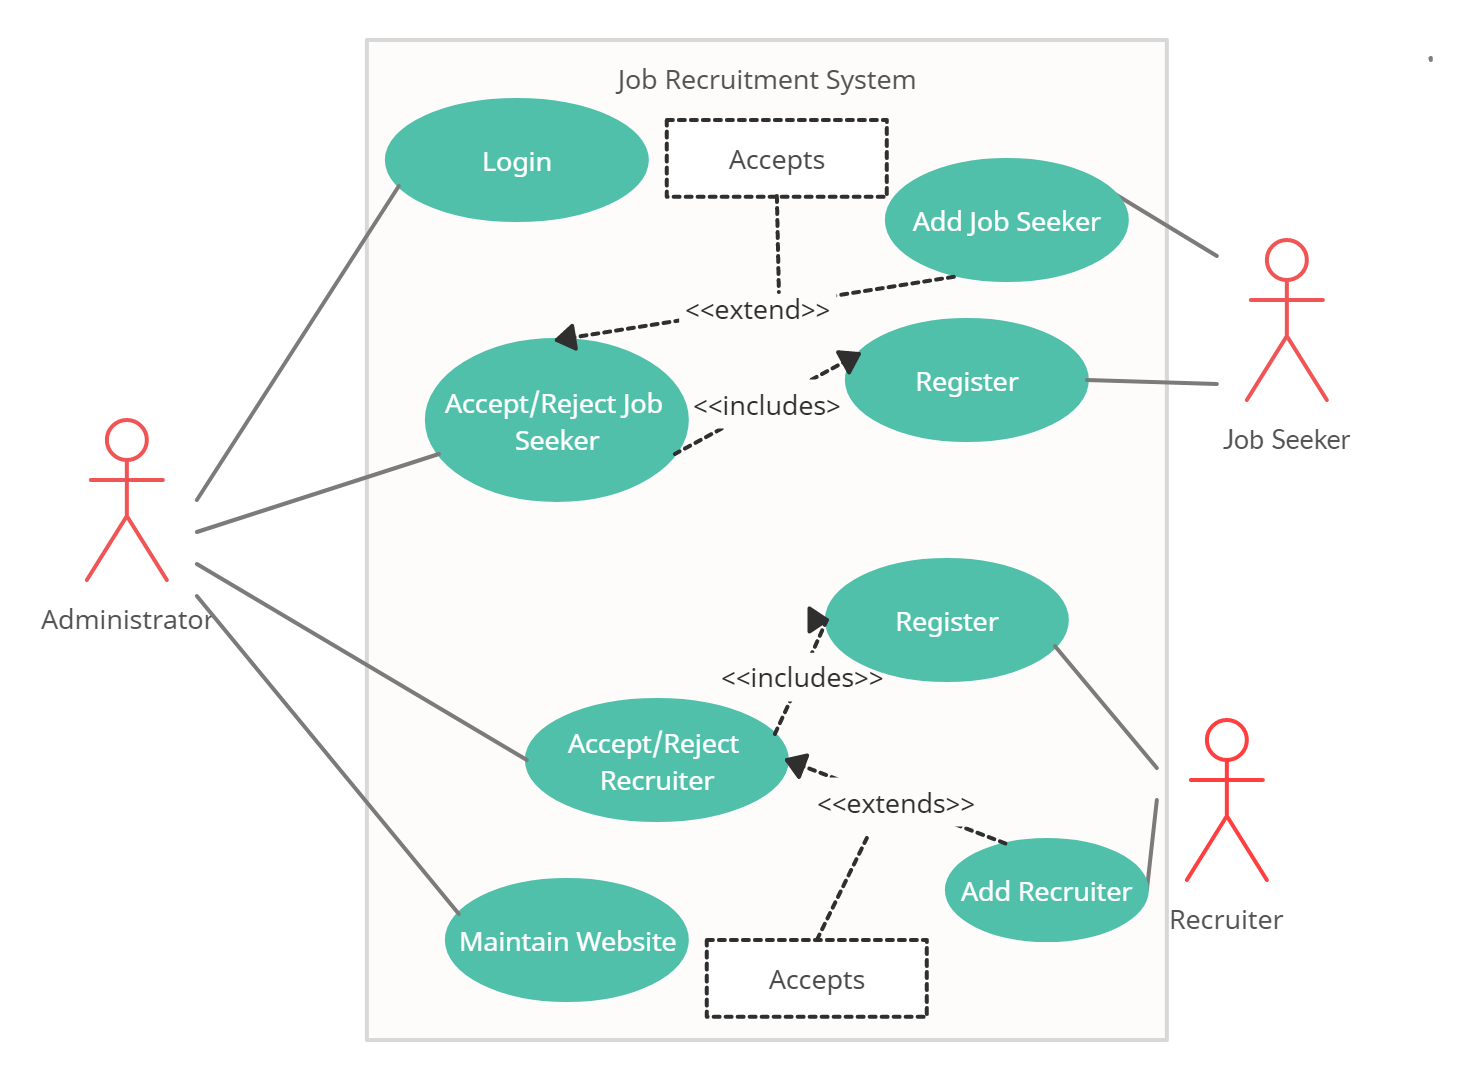 Job Recruitment System
Login
Accepts
Add Job Seeker
<<extend>>
Register
Accept/Reject Job
Seeker
<<includes>
Job Seeker
Administrator
Register
<<includes>>
Accept/Reject
Recruiter
<<extends>>
Add Recruiter
Recruiter
Maintain Website
Accepts